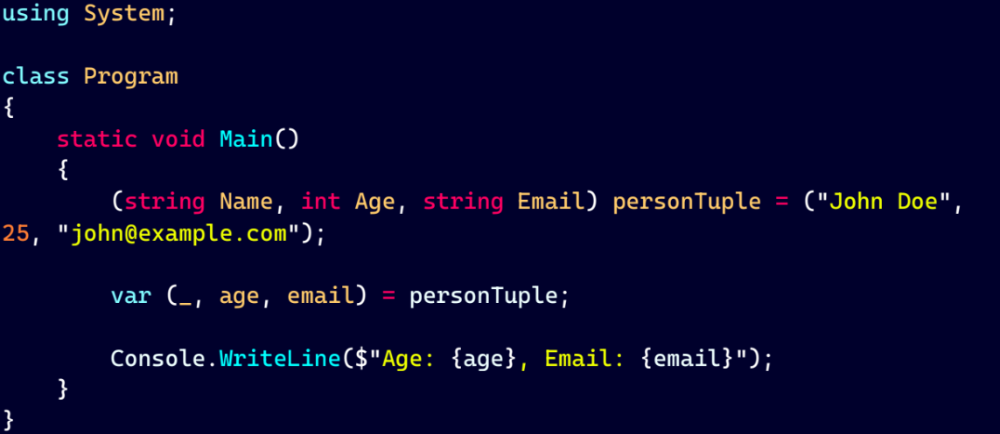 using System;

class Program
{
    static void Main()
    {
        (string Name, int Age, string Email) personTuple = ("John Doe",
25, "john@example.com");

        var (_, age, email) = personTuple;

        Console.WriteLine($"Age: {age}, Email: {email}");
    }
}